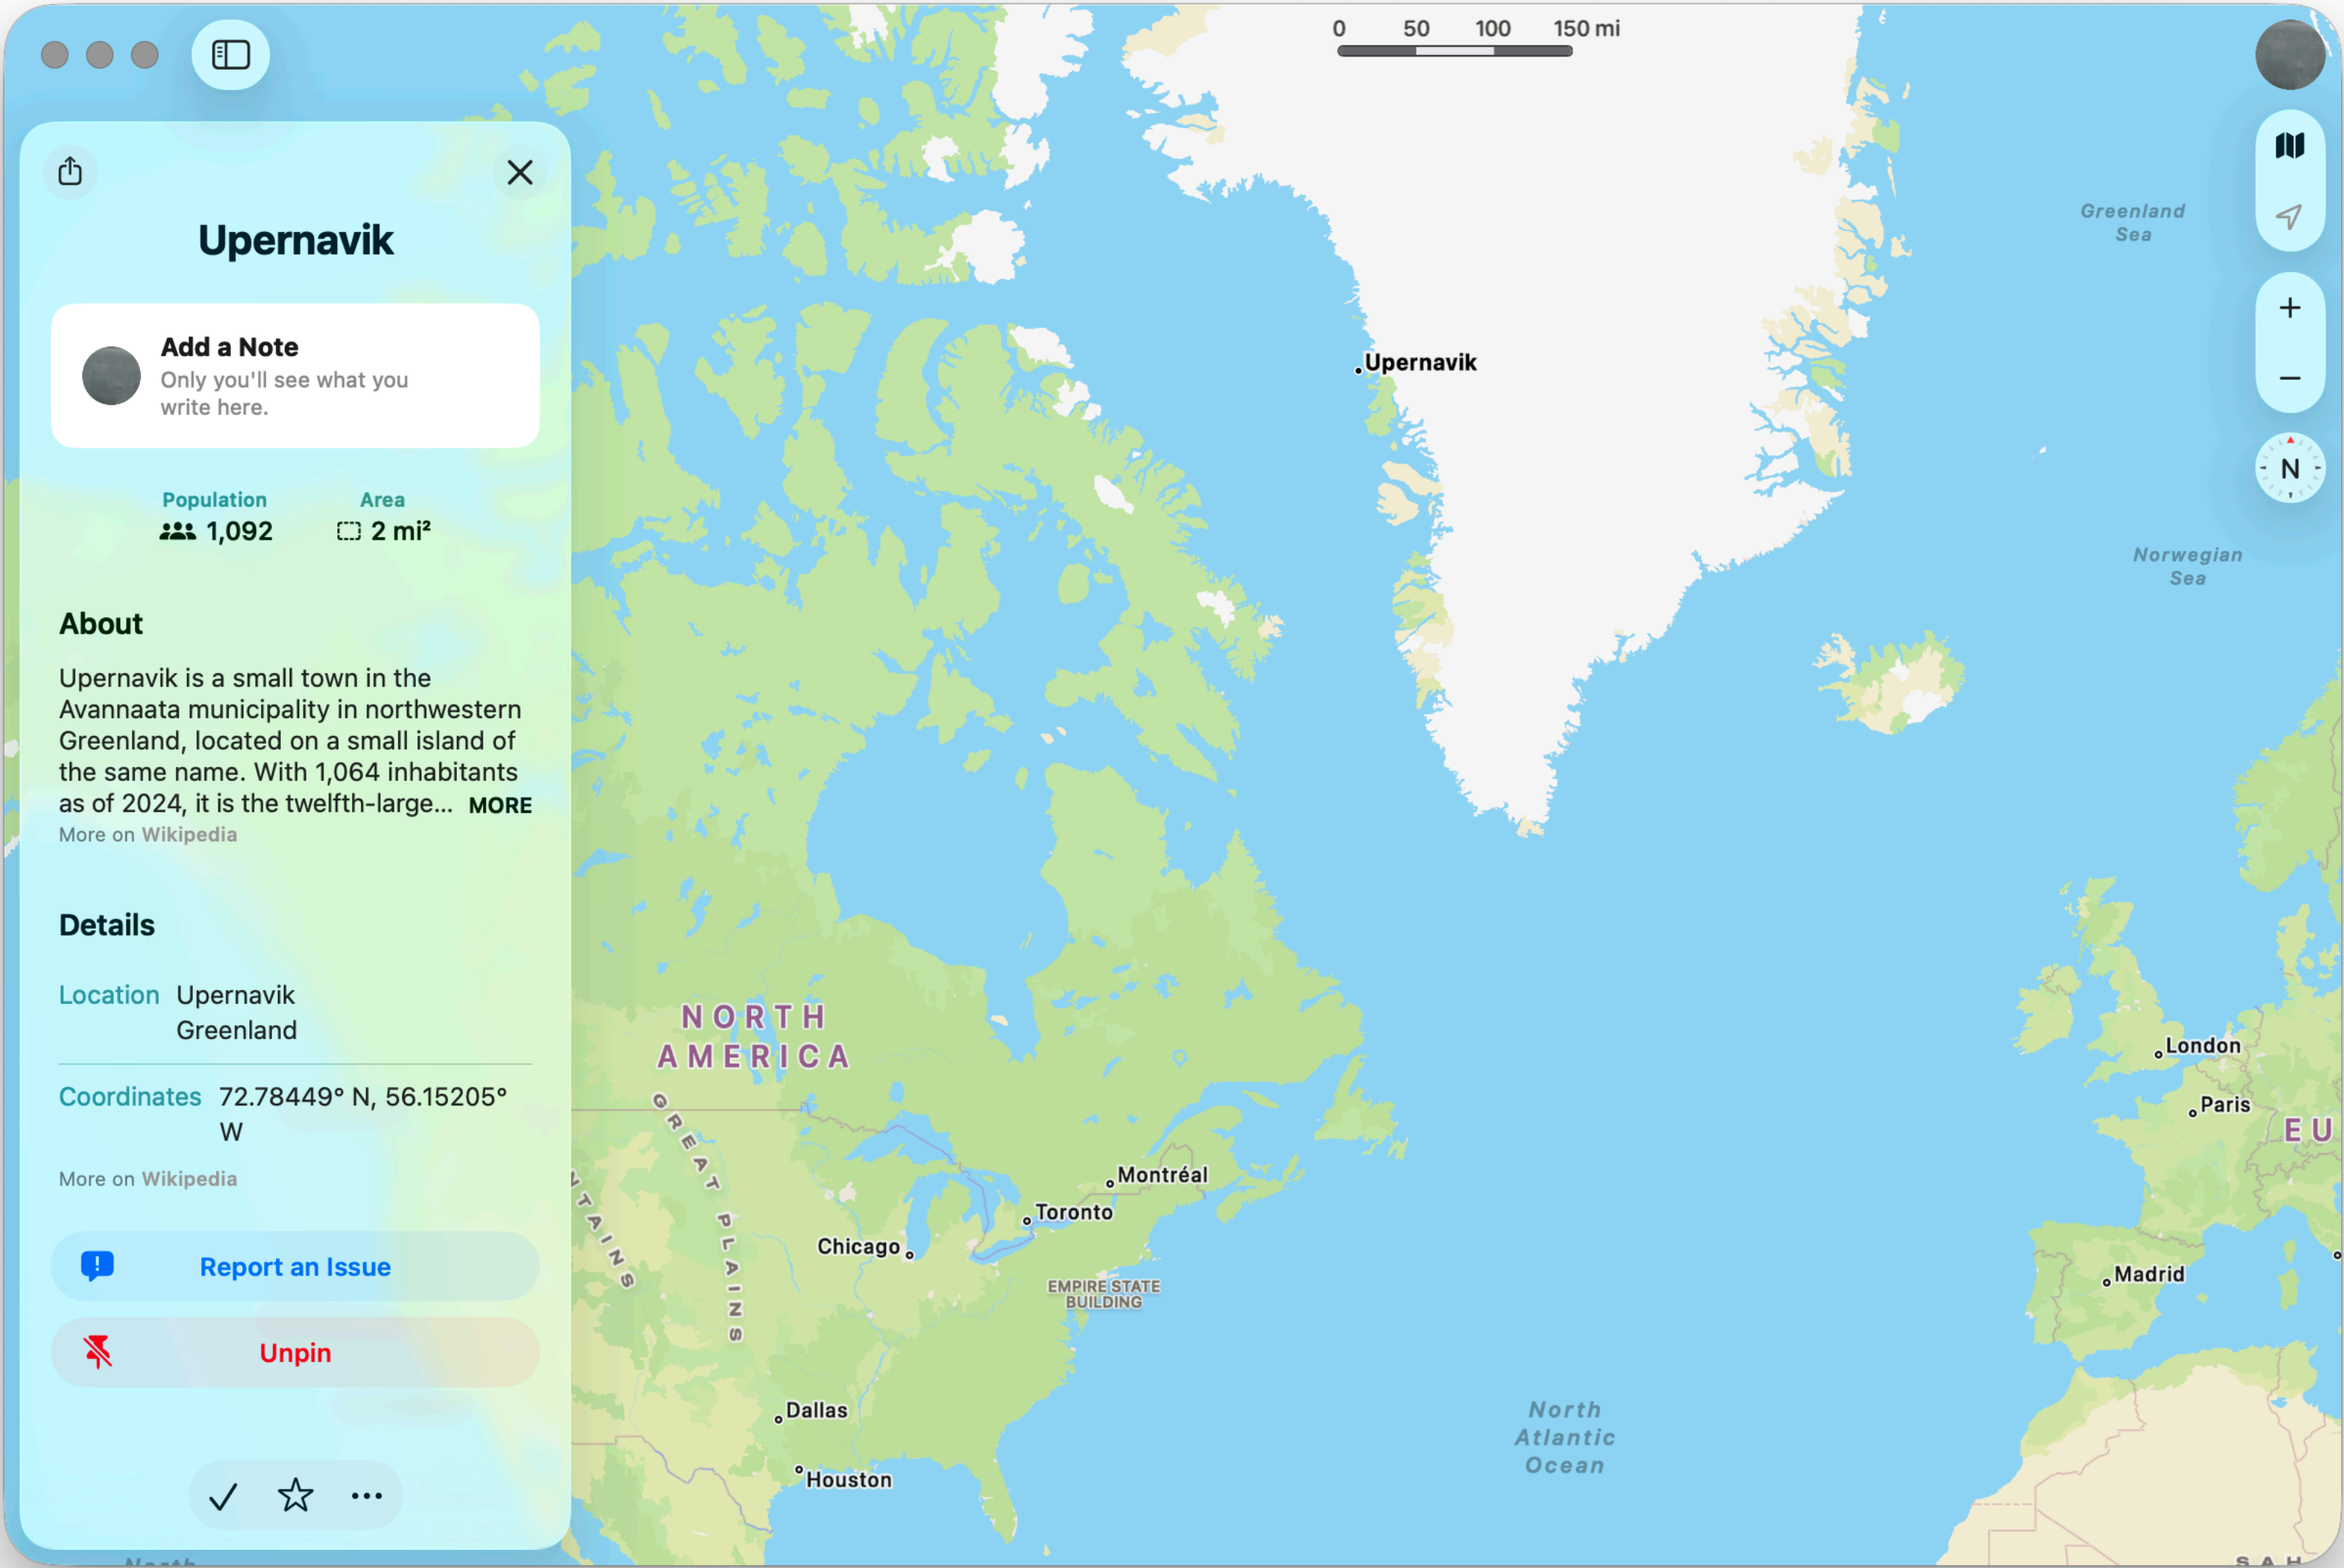 0 50 100 150 mi
Upernavik
Add a Note
Only you'll see what you
write here.
Population Area
1,092 2 mi²
About
Upernavik is a small town in the
Avannaata municipality in northwestern
Greenland, located on a small island of
the same name. With 1,064 inhabitants
as of 2024, it is the twelfth-large... MORE
More on Wikipedia
Details
Location Upernavik
Greenland
Coordinates 72.78449° N, 56.15205°
W
More on Wikipedia
Report an Issue
Unpin
Greenland
Sea
Upernavik
N
Norwegian
Sea
NORTH
AMERICA
London
Paris
EU
GREAT PLAINS
NTAINS
Montréal
Toronto
Chicago
EMPIRE STATE
BUILDING
Madrid
Dallas
Houston
North
Atlantic
Ocean
North
SAH